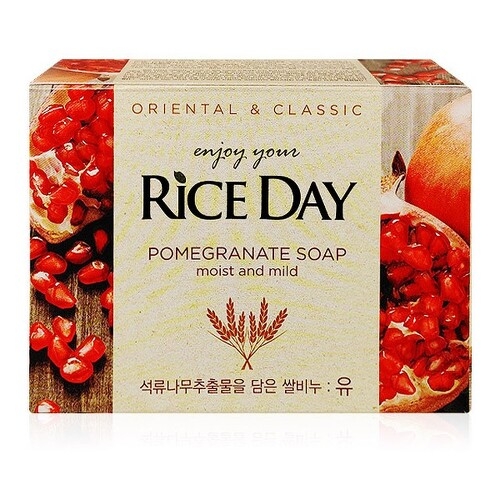 ORIENTAL & CLASSIC
enjoy your
RICE DAY
POMEGRANATE SOAP
moist and mild
석류나무추출물을 담은 쌀비누 : 유